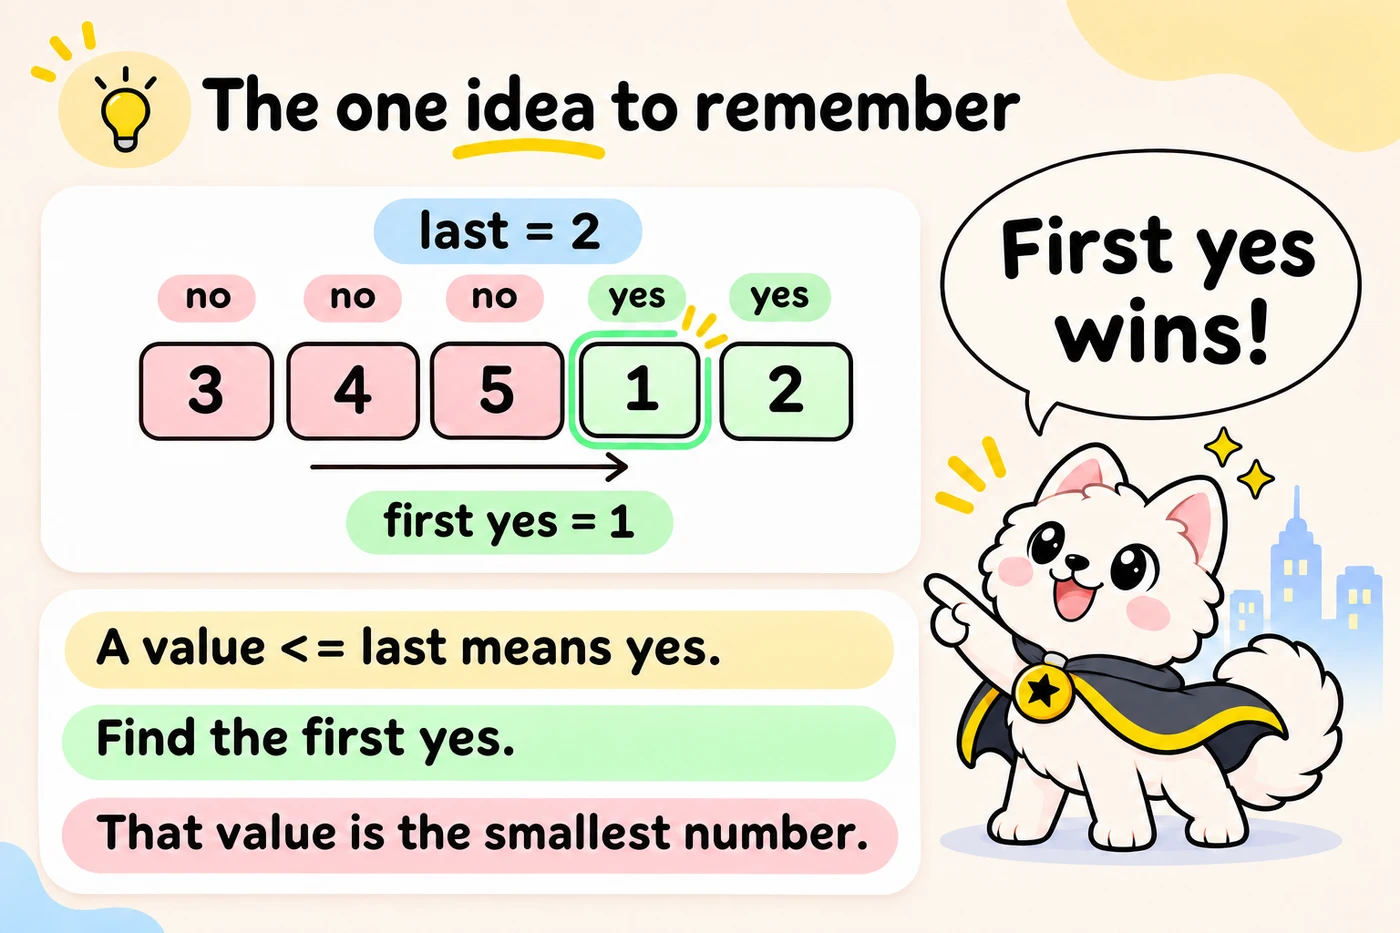 The one idea to remember
last = 2
no no no yes yes
3 4 5 1 2
first yes = 1
A value <= last means yes.
Find the first yes.
That value is the smallest number.
First yes
wins!